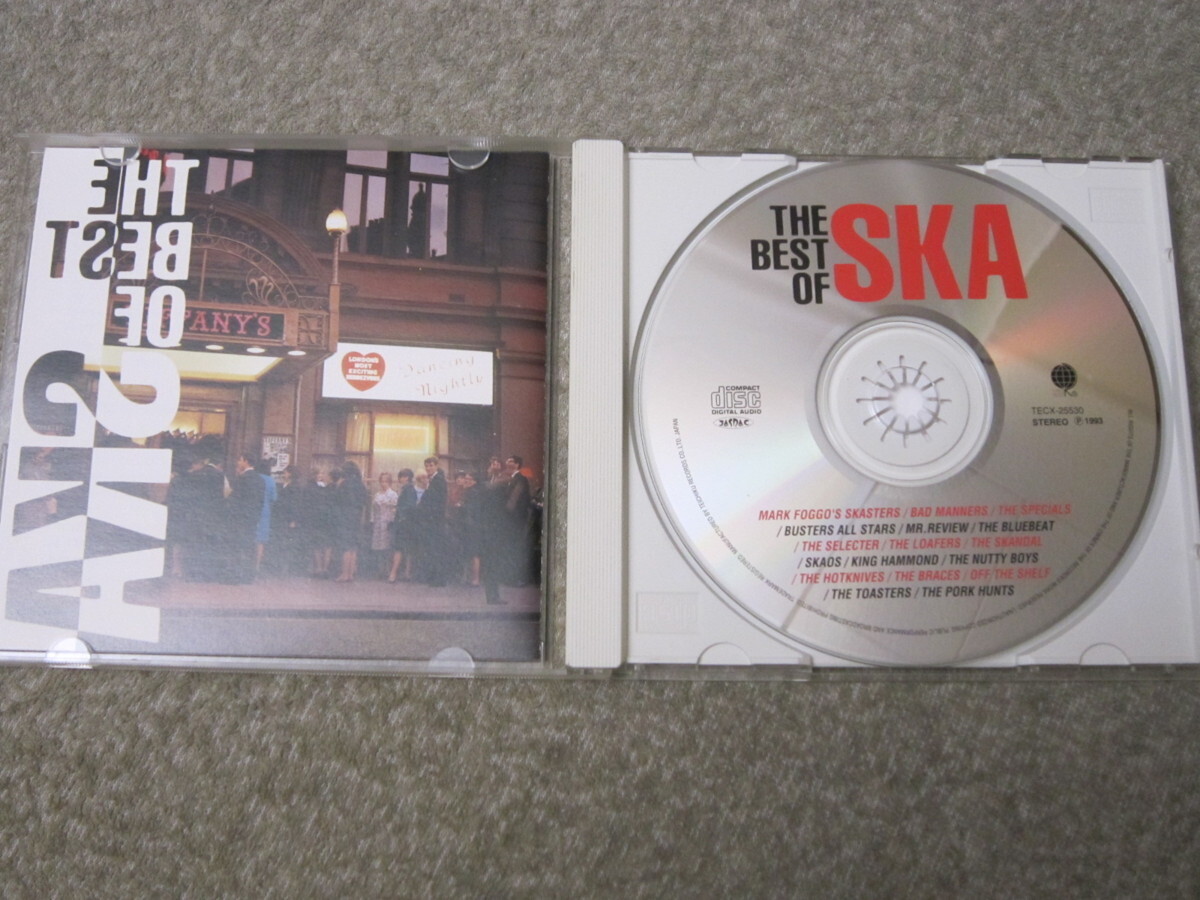 THE
BEST
OF
SKA
PANY'S
LONDON'S
MOST
EXCITING
Dancing
Nightly
THE
BEST
OF
SKA
COMPACT
disc
DIGITAL AUDIO
JASRAC
TECX-25530
STEREO Ⓟ 1993
MARK FOGGO'S SKASTERS / BAD MANNERS / THE SPECIALS
/ BUSTERS ALL STARS / MR.REVIEW / THE BLUEBEAT
/ THE SELECTER / THE LOAFERS / THE SKANDAL
/ SKAOS / KING HAMMOND / THE NUTTY BOYS
/ THE HOTKNIVES / THE BRACES / OFF THE SHELF
/ THE TOASTERS / THE PORK HUNTS